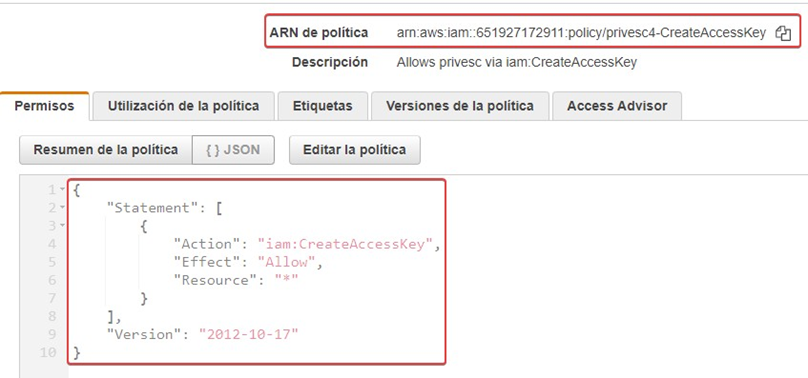 ARN de política arn:aws:iam::651927172911:policy/privesc4-CreateAccessKey
Descripción Allows privesc via iam:CreateAccessKey
Permisos Utilización de la política Etiquetas Versiones de la política Access Advisor
Resumen de la política { } JSON Editar la política
1 {
2 "Statement": [
3 {
4 "Action": "iam:CreateAccessKey",
5 "Effect": "Allow",
6 "Resource": "*"
7 }
8 ],
9 "Version": "2012-10-17"
10 }